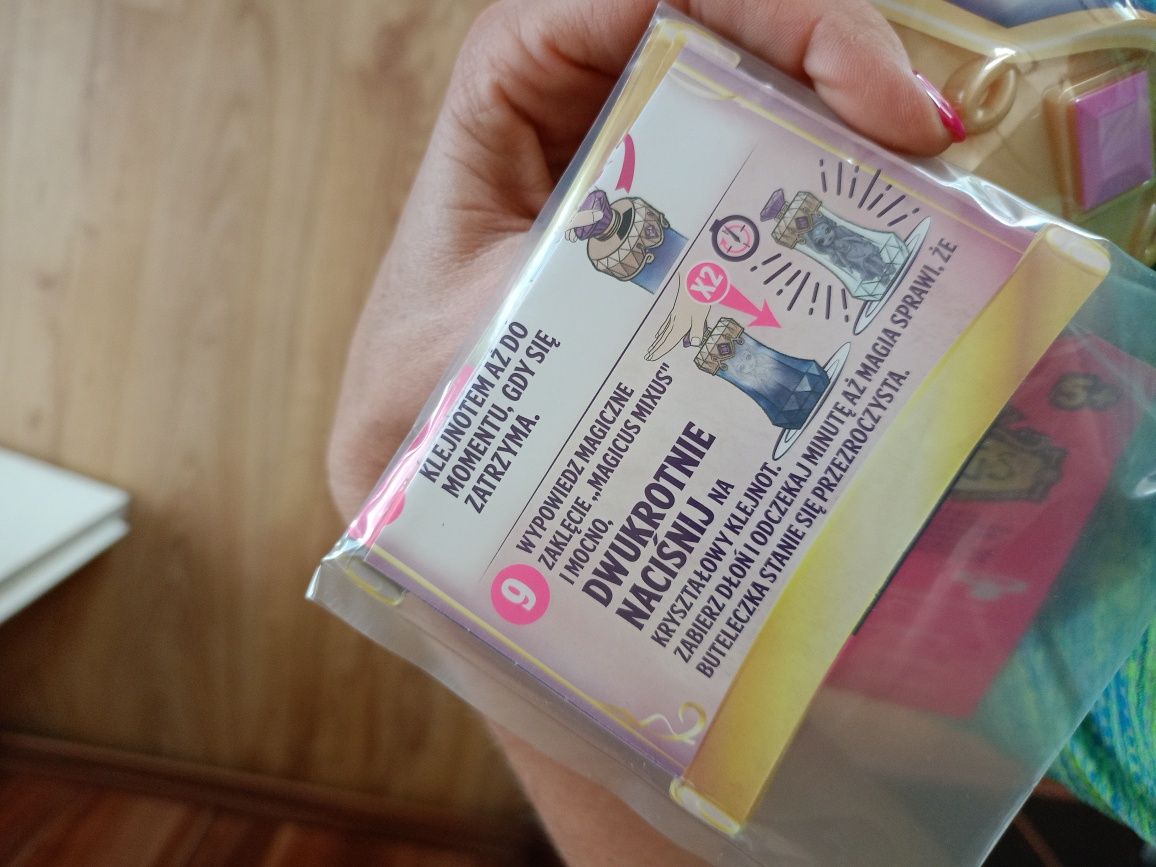 KLEJNOTEM AŻ DO
MOMENTU, GDY SIĘ
ZATRZYMA.
9
WYPOWIEDZ MAGICZNE
ZAKLĘCIE „MAGICUS MIXUS"
I MOCNO,
DWUKROTNIE
NACIŚNIJ NA
KRYSZTAŁOWY KLEJNOT.
ZABIERZ DŁOŃ I ODCZEKAJ MINUTĘ AŻ MAGIA SPRAWI, ŻE
BUTELECZKA STANIE SIĘ PRZEZROCZYSTA.
X2